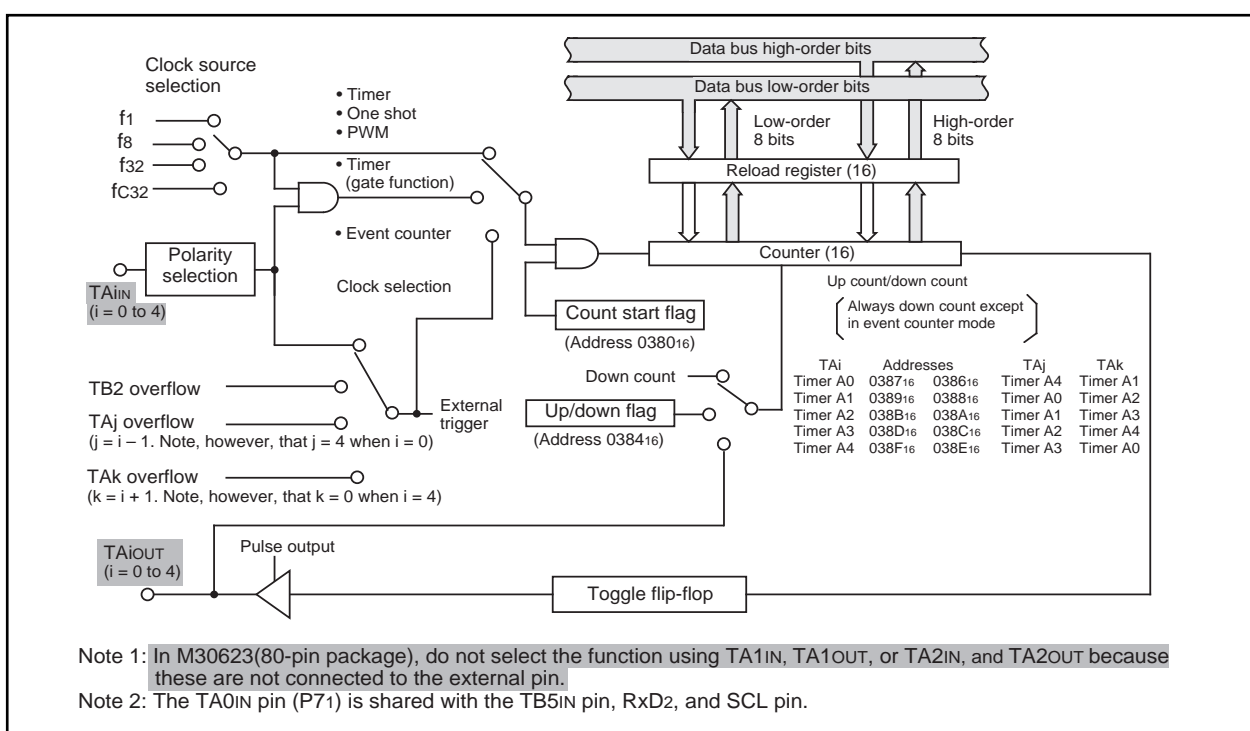 Data bus high-order bits
Data bus low-order bits
Clock source
selection
• Timer
• One shot
• PWM
f1
f8
f32
fC32
Low-order
8 bits
High-order
8 bits
• Timer
(gate function)
Reload register (16)
• Event counter
Polarity
selection
Counter (16)
TAiIN
(i = 0 to 4)
Clock selection
Up count/down count
Always down count except
in event counter mode
Count start flag
(Address 038016)
TAi Addresses TAj TAk
Timer A0 038716 038616 Timer A4 Timer A1
Timer A1 038916 038816 Timer A0 Timer A2
Timer A2 038B16 038A16 Timer A1 Timer A3
Timer A3 038D16 038C16 Timer A2 Timer A4
Timer A4 038F16 038E16 Timer A3 Timer A0
Down count
TB2 overflow
External
trigger
Up/down flag
(Address 038416)
TAj overflow
(j = i – 1. Note, however, that j = 4 when i = 0)
TAk overflow
(k = i + 1. Note, however, that k = 0 when i = 4)
TAiOUT
(i = 0 to 4)
Pulse output
Toggle flip-flop
Note 1: In M30623(80-pin package), do not select the function using TA1IN, TA1OUT, or TA2IN, and TA2OUT because
these are not connected to the external pin.
Note 2: The TA0IN pin (P71) is shared with the TB5IN pin, RxD2, and SCL pin.